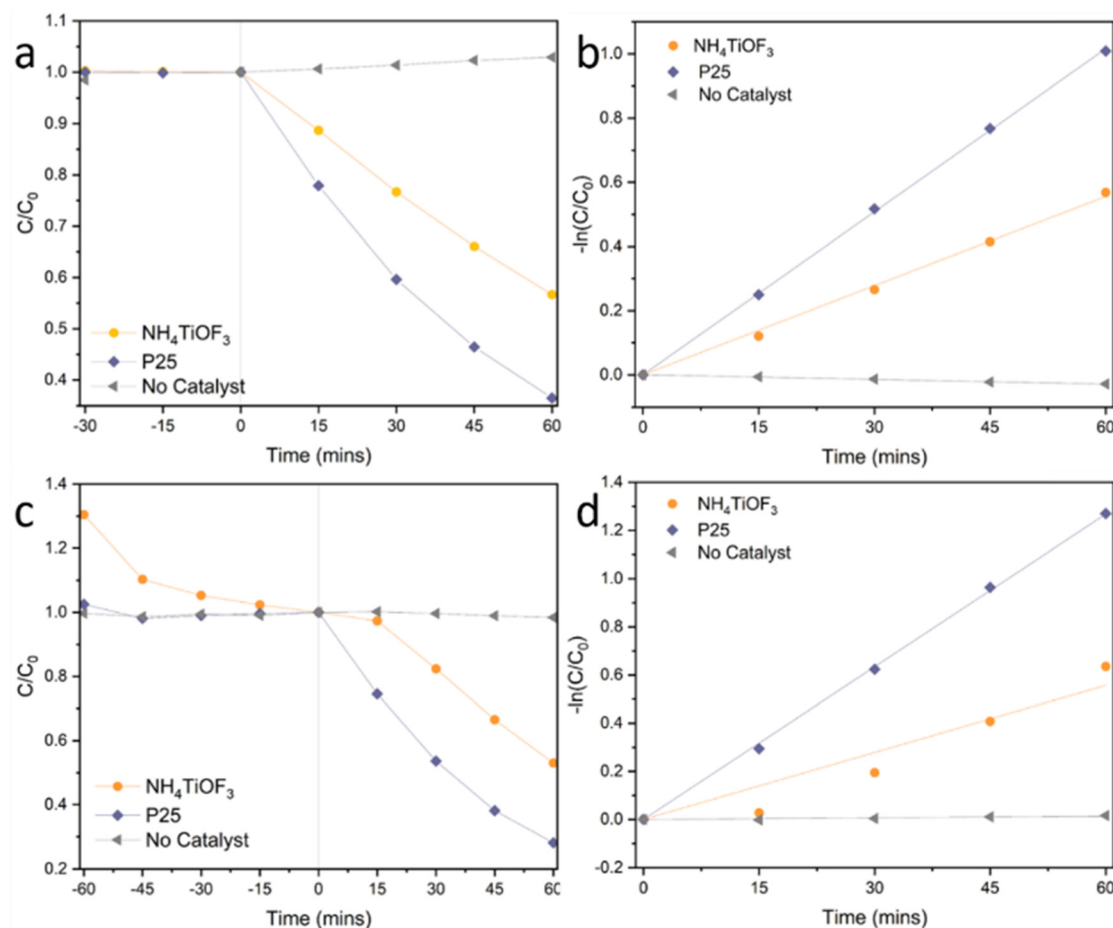 a
1.1
1.0
0.9
0.8
0.7
0.6
0.5
0.4
C/C₀
NH₄TiOF₃
P25
No Catalyst
-30 -15 0 15 30 45 60
Time (mins)
b
NH₄TiOF₃
P25
No Catalyst
1.0
0.8
0.6
0.4
0.2
0.0
-ln(C/C₀)
0 15 30 45 60
Time (mins)
c
1.4
1.2
1.0
0.8
0.6
0.4
0.2
C/C₀
NH₄TiOF₃
P25
No Catalyst
-60 -45 -30 -15 0 15 30 45 60
Time (mins)
d
NH₄TiOF₃
P25
No Catalyst
1.4
1.2
1.0
0.8
0.6
0.4
0.2
0.0
-0.2
-ln(C/C₀)
0 15 30 45 60
Time (mins)